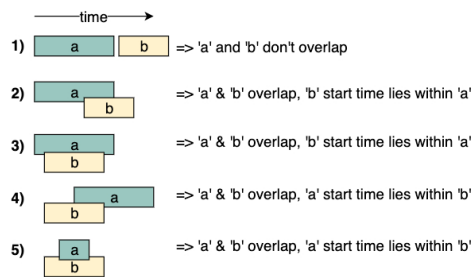 time
1) a b => 'a' and 'b' don't overlap
2) a => 'a' & 'b' overlap, 'b' start time lies within 'a'
b
3) a => 'a' & 'b' overlap, 'b' start time lies within 'a'
b
4) a => 'a' & 'b' overlap, 'a' start time lies within 'b'
b
5) a => 'a' & 'b' overlap, 'a' start time lies within 'b'
b